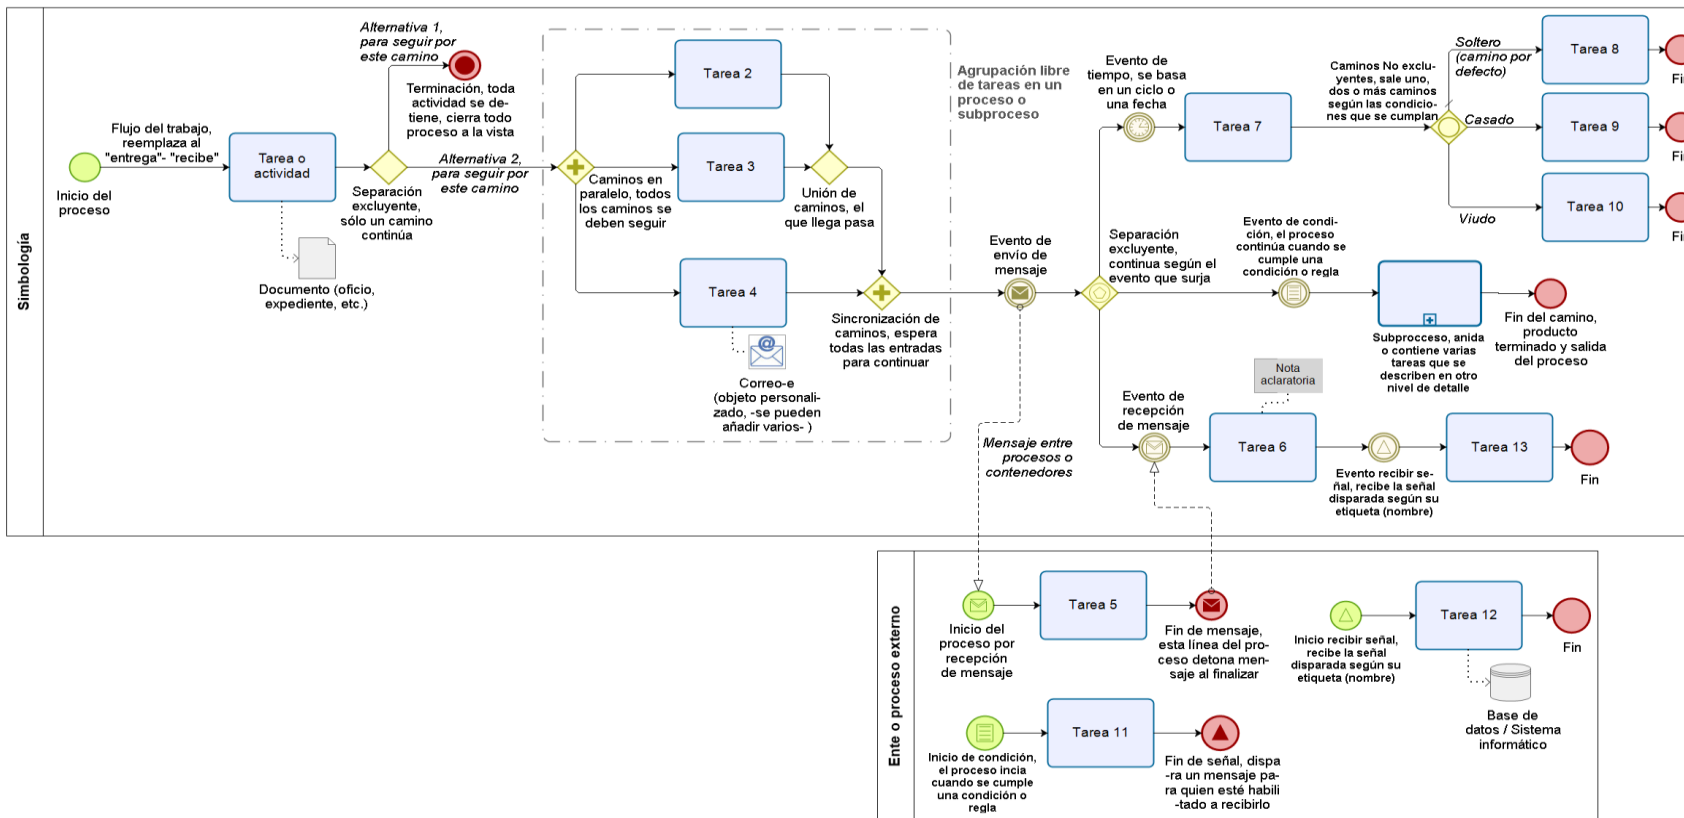 Simbología
Inicio del
proceso
Flujo del trabajo,
reemplaza al
"entrega"- "recibe"
Tarea o
actividad
Documento (oficio,
expediente, etc.)
Separación
excluyente,
sólo un camino
continúa
Alternativa 1,
para seguir por
este camino
Terminación, toda
actividad se de-
tiene, cierra todo
proceso a la vista
Alternativa 2,
para seguir por
este camino
Caminos en
paralelo, todos
los caminos se
deben seguir
Tarea 2
Tarea 3
Tarea 4
Unión de
caminos, el
que llega pasa
Sincronización de
caminos, espera
todas las entradas
para continuar
@
Correo-e
(objeto personali-
zado, -se pueden
añadir varios- )
Agrupación libre
de tareas en un
proceso o
subproceso
Evento de
envío de
mensaje
Mensaje entre
procesos o
contenedores
Separación
excluyente,
continua según el
evento que surja
Evento de
tiempo, se basa
en un ciclo o
una fecha
Tarea 7
Caminos No exclu-
yentes, sale uno,
dos o más caminos
según las condicio-
nes que se cumplan
Soltero
(camino por
defecto)
Casado
Viudo
Tarea 8
Tarea 9
Tarea 10
Fi
Fi
Fi
Evento de condi-
ción, el proceso
continúa cuando se
cumple una
condición o regla
Subprocceso, anida
o contiene varias
tareas que se
describen en otro
nivel de detalle
Fin del camino,
producto
terminado y salida
del proceso
Evento de
recepción
de mensaje
Nota
aclaratoria
Tarea 6
Evento recibir se-
ñal, recibe la señal
disparada según su
etiqueta (nombre)
Tarea 13
Fin
Ente o proceso externo
Inicio del
proceso por
recepción
de mensaje
Tarea 5
Fin de mensaje,
esta línea del pro-
ceso detona men-
saje al finalizar
Inicio recibir señal,
recibe la señal
disparada según su
etiqueta (nombre)
Tarea 12
Fin
Base de
datos / Sistema
informático
Inicio de condición,
el proceso incia
cuando se cumple
una condición o
regla
Tarea 11
Fin de señal, dispa
-ra un mensaje pa-
ra quien esté habili
-tado a recibirlo